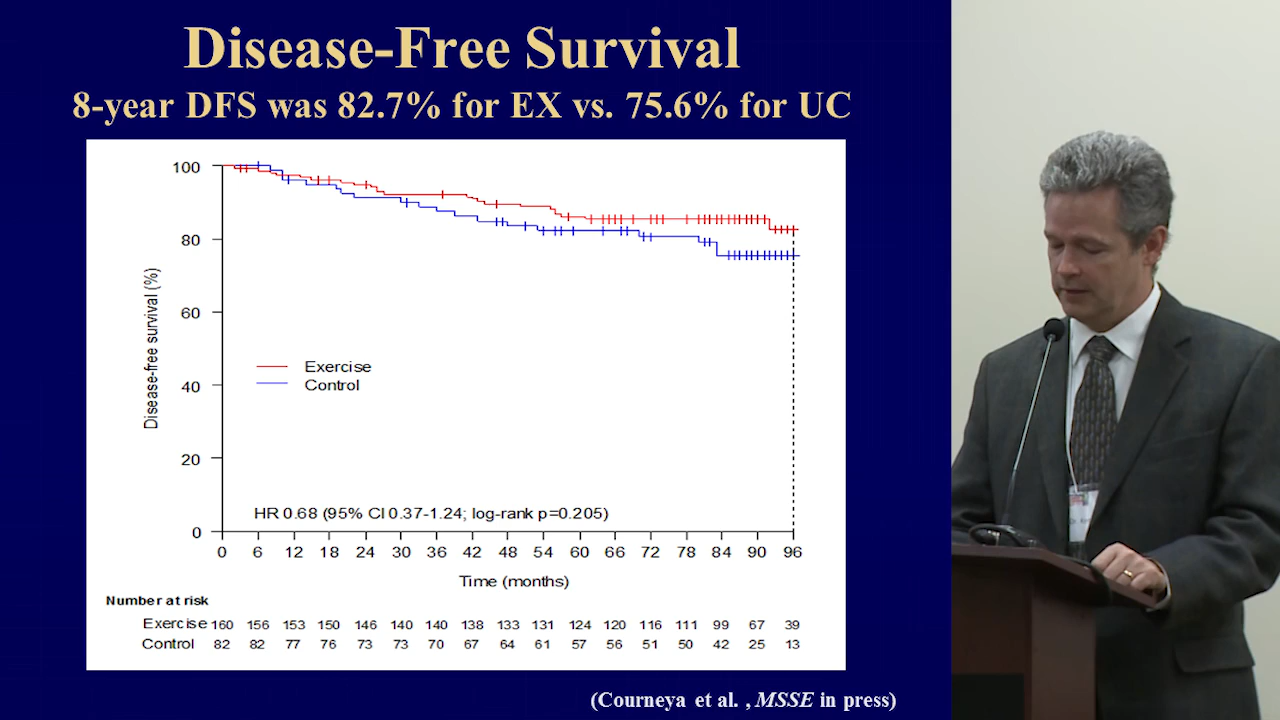 Disease-Free Survival
8-year DFS was 82.7% for EX vs. 75.6% for UC
100
80
60
40
20
0
Disease-free survival (%)
Exercise
Control
HR 0.68 (95% CI 0.37-1.24; log-rank p=0.205)
0 6 12 18 24 30 36 42 48 54 60 66 72 78 84 90 96
Time (months)
Number at risk
Exercise 160 156 153 150 146 140 140 138 133 131 124 120 116 111 99 67 39
Control 82 82 77 76 73 73 70 67 64 61 57 56 51 50 42 25 13
(Courneya et al. , MSSE in press)